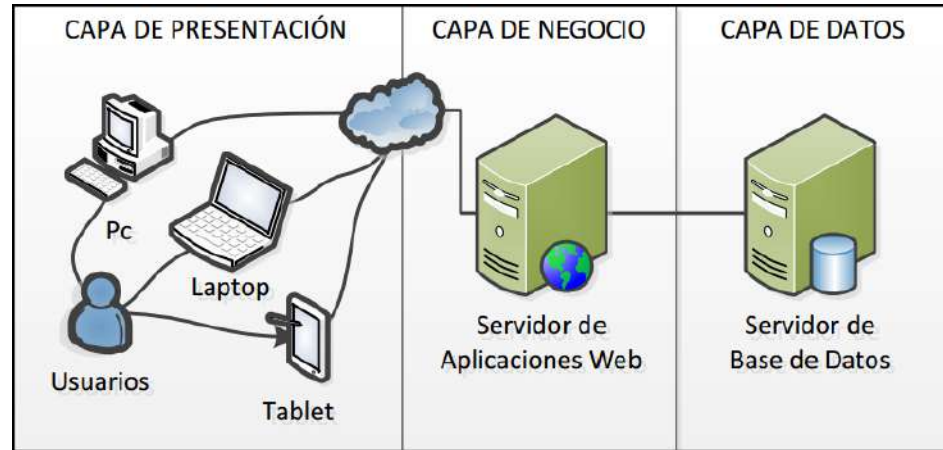 CAPA DE PRESENTACIÓN
CAPA DE NEGOCIO
CAPA DE DATOS
Pc
Laptop
Usuarios
Tablet
Servidor de
Aplicaciones Web
Servidor de
Base de Datos